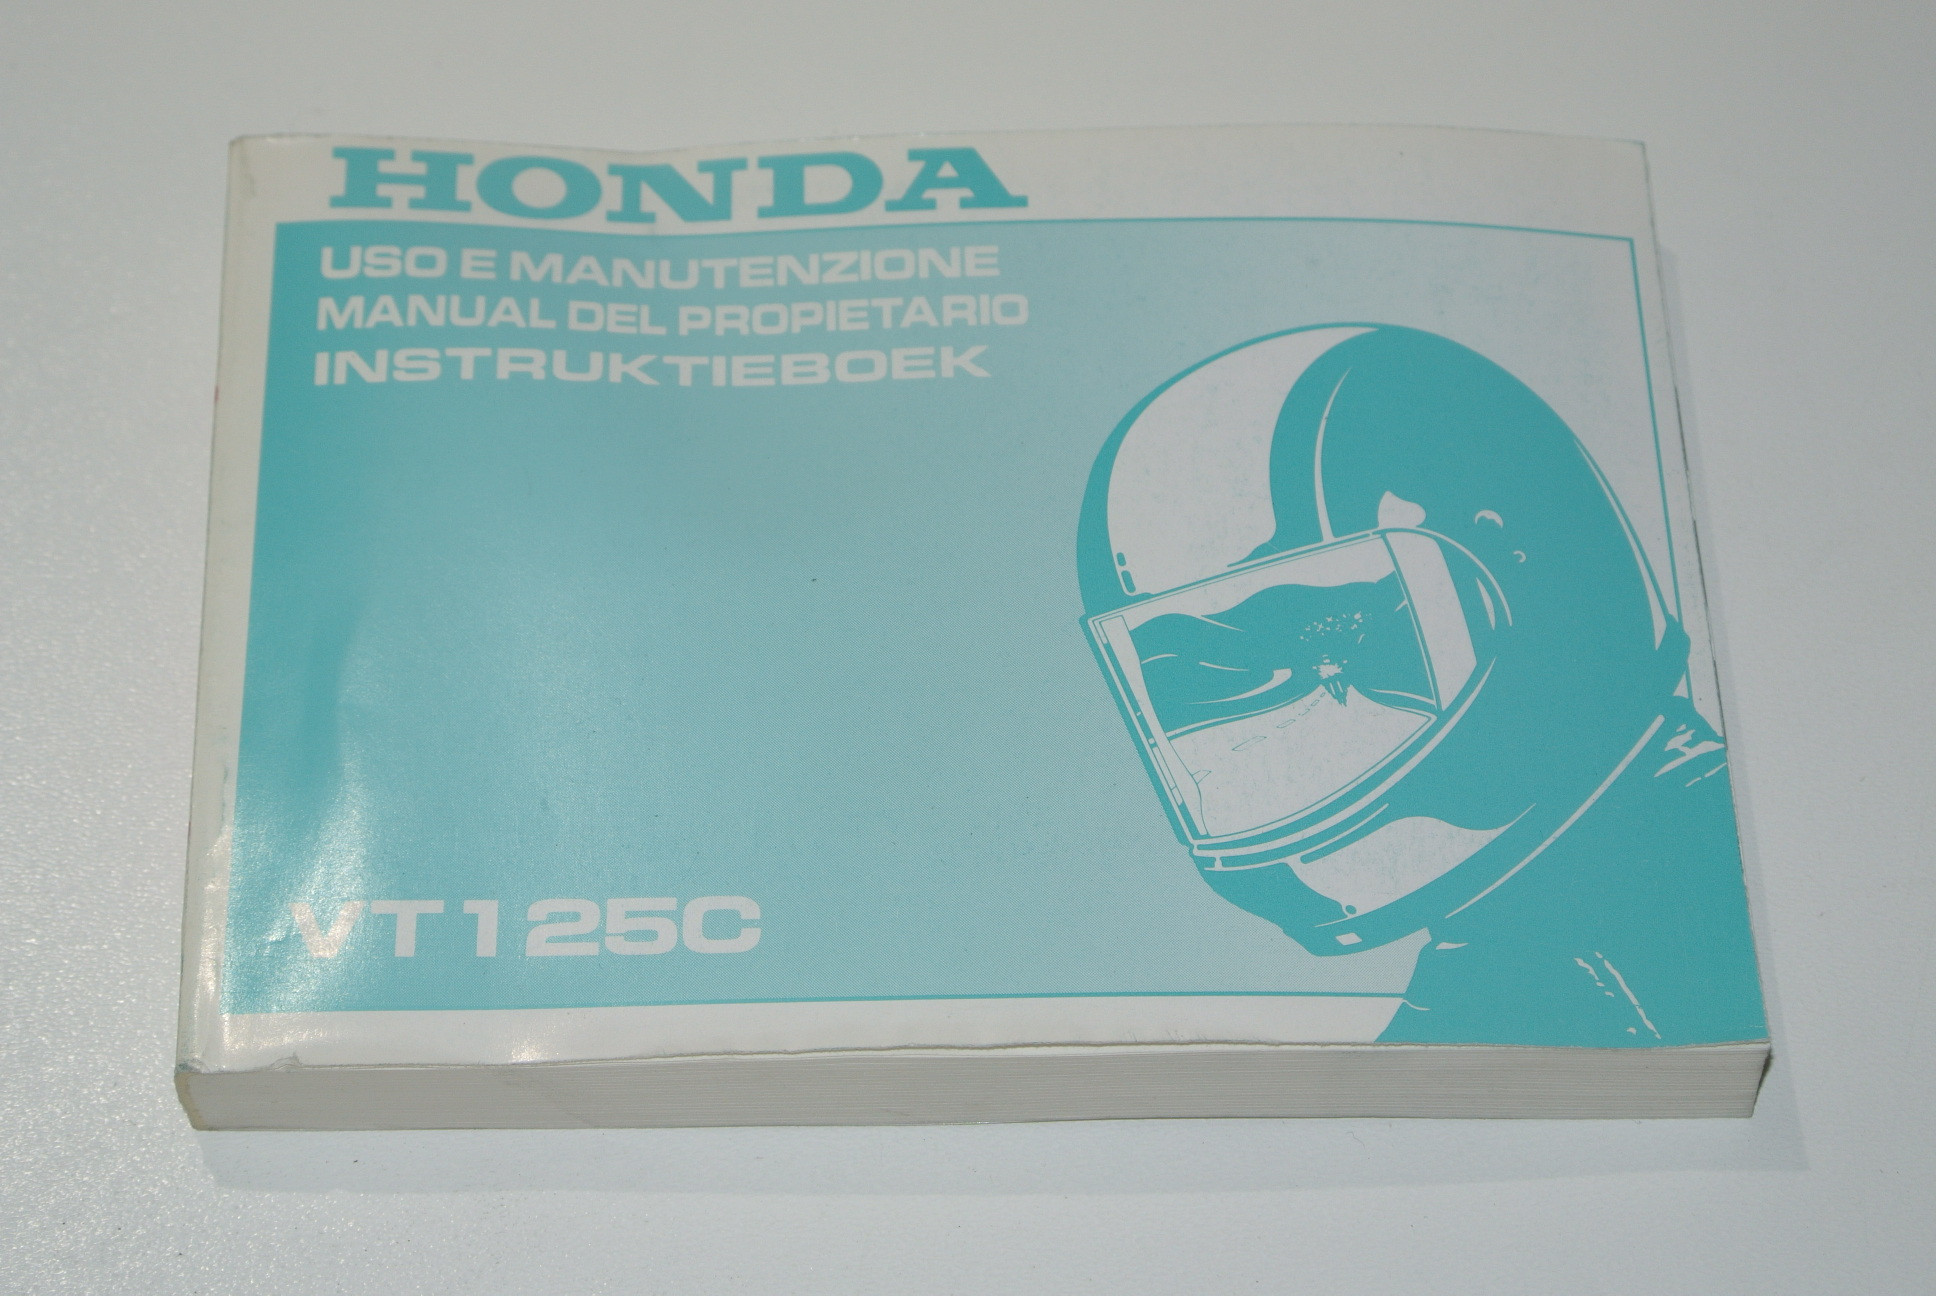 HONDA
USO E MANUTENZIONE
MANUAL DEL PROPIETARIO
INSTRUKTIEBOEK
VT125C